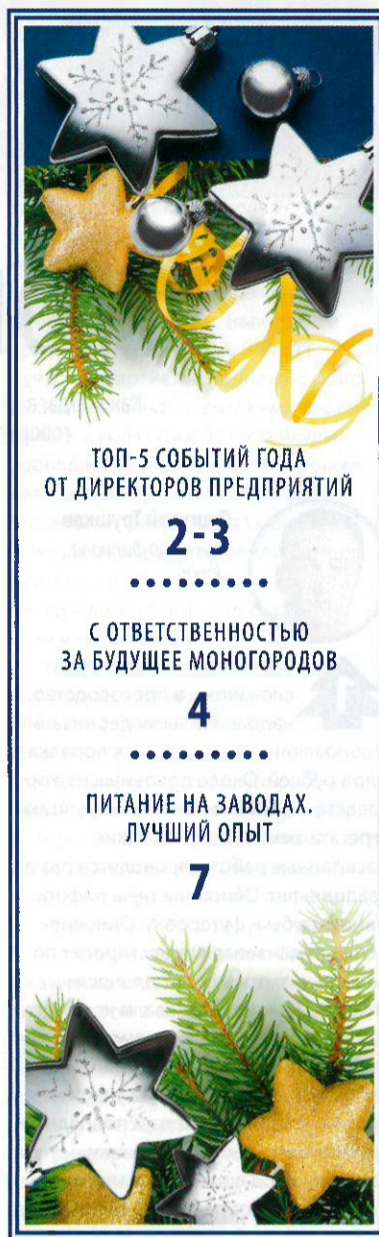 ТОП-5 СОБЫТИЙ ГОДА
ОТ ДИРЕКТОРОВ ПРЕДПРИЯТИЙ
2-3
С ОТВЕТСТВЕННОСТЬЮ
ЗА БУДУЩЕЕ МОНОГОРОДОВ
4
ПИТАНИЕ НА ЗАВОДАХ.
ЛУЧШИЙ ОПЫТ
7